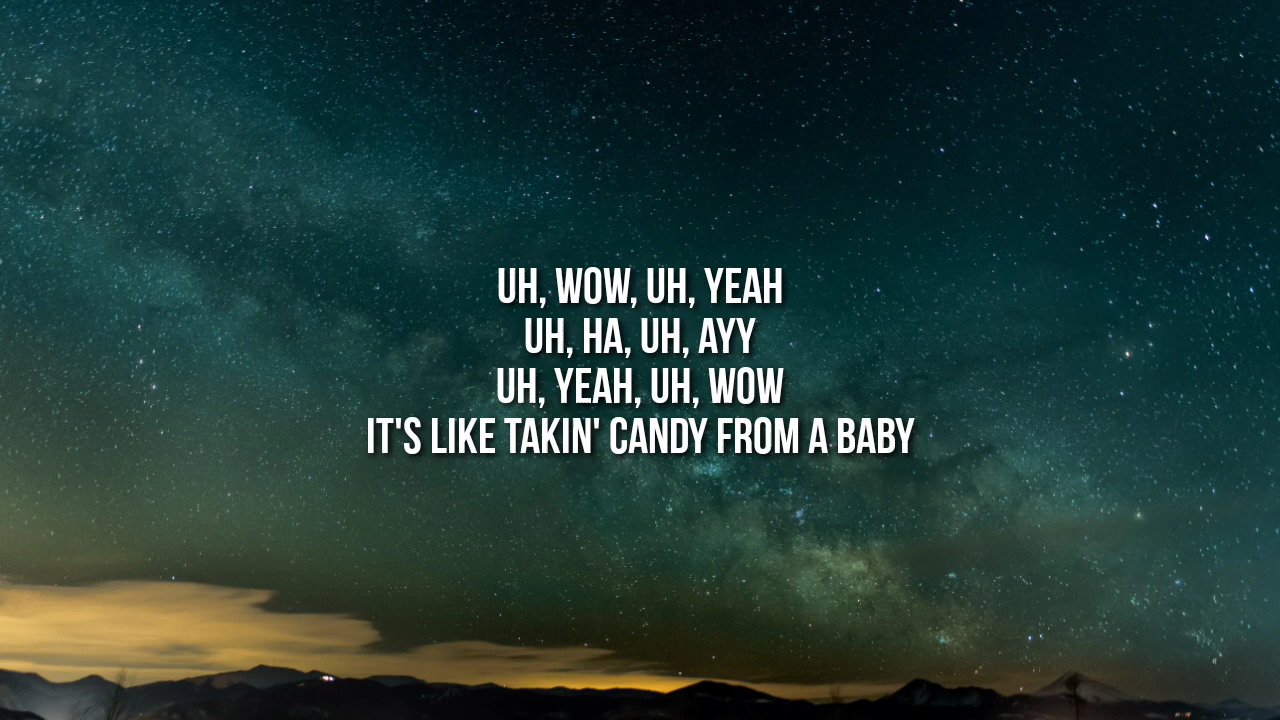 UH, WOW, UH, YEAH
UH, HA, UH, AYY
UH, YEAH, UH, WOW
IT'S LIKE TAKIN' CANDY FROM A BABY